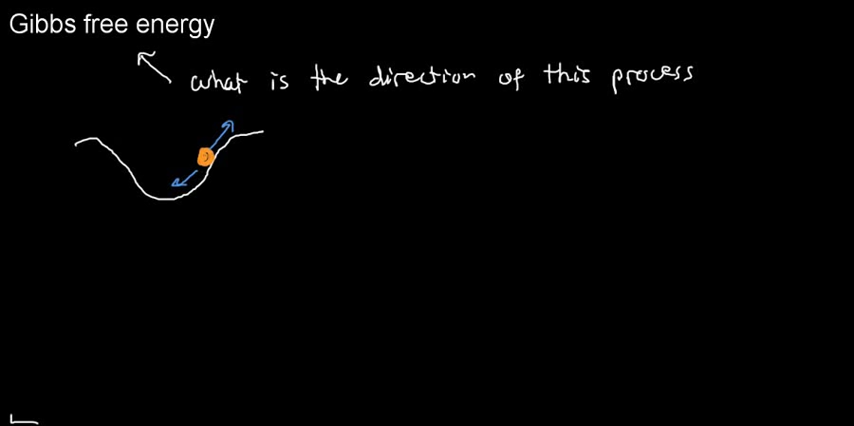 Gibbs free energy
what is the direction of this process